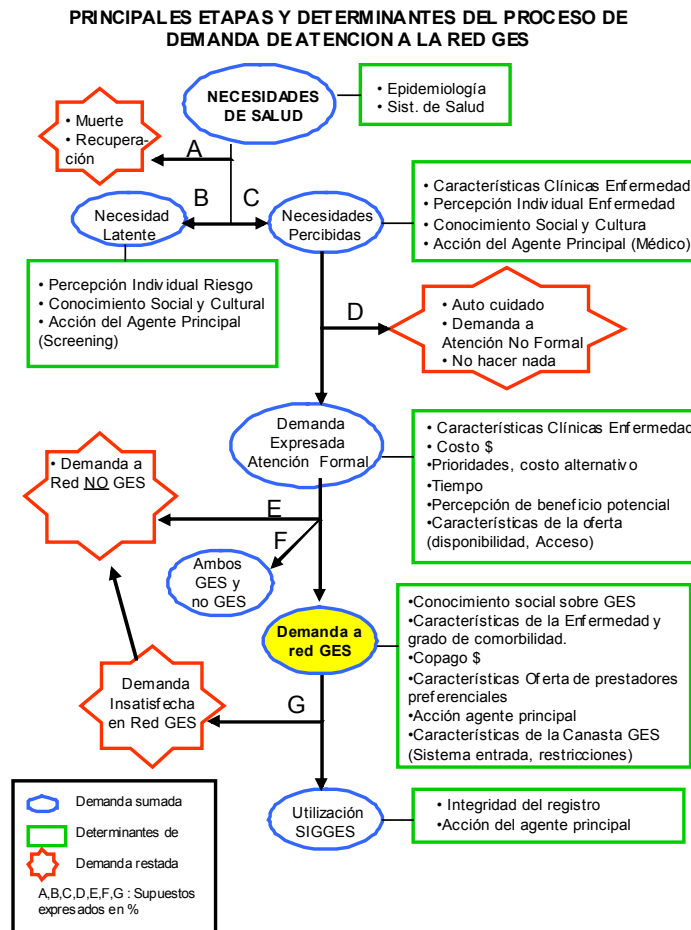 PRINCIPALES ETAPAS Y DETERMINANTES DEL PROCESO DE
DEMANDA DE ATENCION A LA RED GES
NECESIDADES
DE SALUD
• Epidemiología
• Sist. de Salud
• Muerte
• Recupera-
ción
A
B
C
Necesidad
Latente
Necesidades
Percibidas
• Características Clínicas Enfermedad
• Percepción Individual Enfermedad
• Conocimiento Social y Cultura
• Acción del Agente Principal (Médico)
• Percepción Individual Riesgo
• Conocimiento Social y Cultural
• Acción del Agente Principal
(Screening)
D
• Auto cuidado
• Demanda a
Atención No Formal
• No hacer nada
Demanda
Expresada
Atención Formal
• Características Clínicas Enfermedad
• Costo $
•Prioridades, costo alternativo
•Tiempo
•Percepción de beneficio potencial
•Características de la oferta
(disponibilidad, Acceso)
• Demanda a
Red NO GES
E
F
Ambos
GES y
no GES
Demanda a
red GES
•Conocimiento social sobre GES
•Características de la Enfermedad y
grado de comorbilidad.
•Copago $
•Características Oferta de prestadores
preferenciales
•Acción agente principal
•Características de la Canasta GES
(Sistema entrada, restricciones)
Demanda
Insatisfecha
en Red GES
G
Utilización
SIGGES
• Integridad del registro
•Acción del agente principal
Demanda sumada
Determinantes de
Demanda restada
A,B,C,D,E,F,G : Supuestos
expresados en %